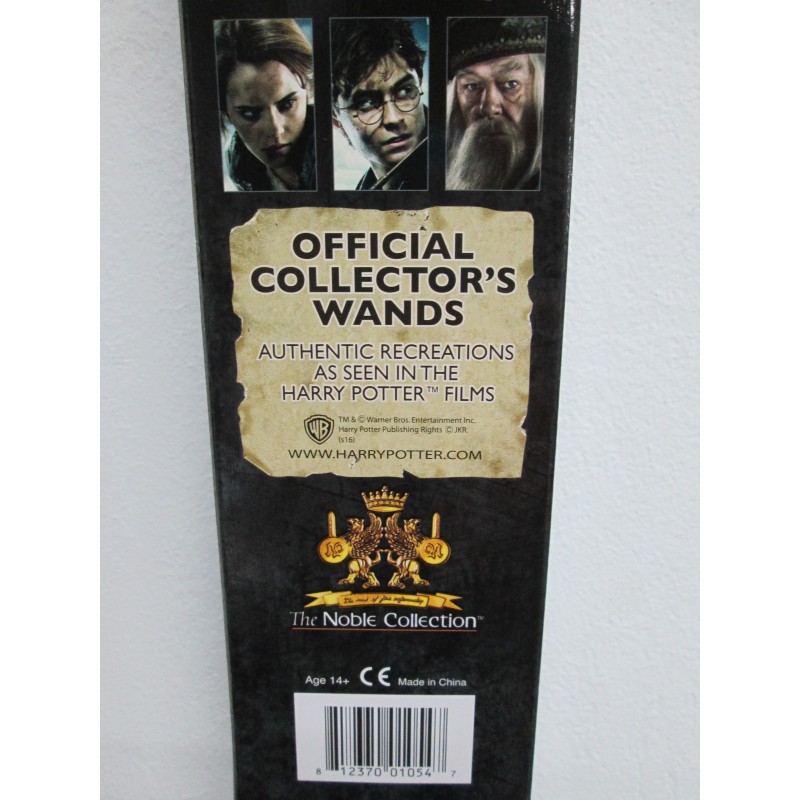 OFFICIAL
COLLECTOR'S
WANDS
AUTHENTIC RECREATIONS
AS SEEN IN THE
HARRY POTTER™ FILMS
WB
TM & © Warner Bros. Entertainment Inc.
Harry Potter Publishing Rights © JKR.
(s16)
WWW.HARRYPOTTER.COM
The Noble Collection™
Age 14+ CE Made in China
8 12370 01054 7